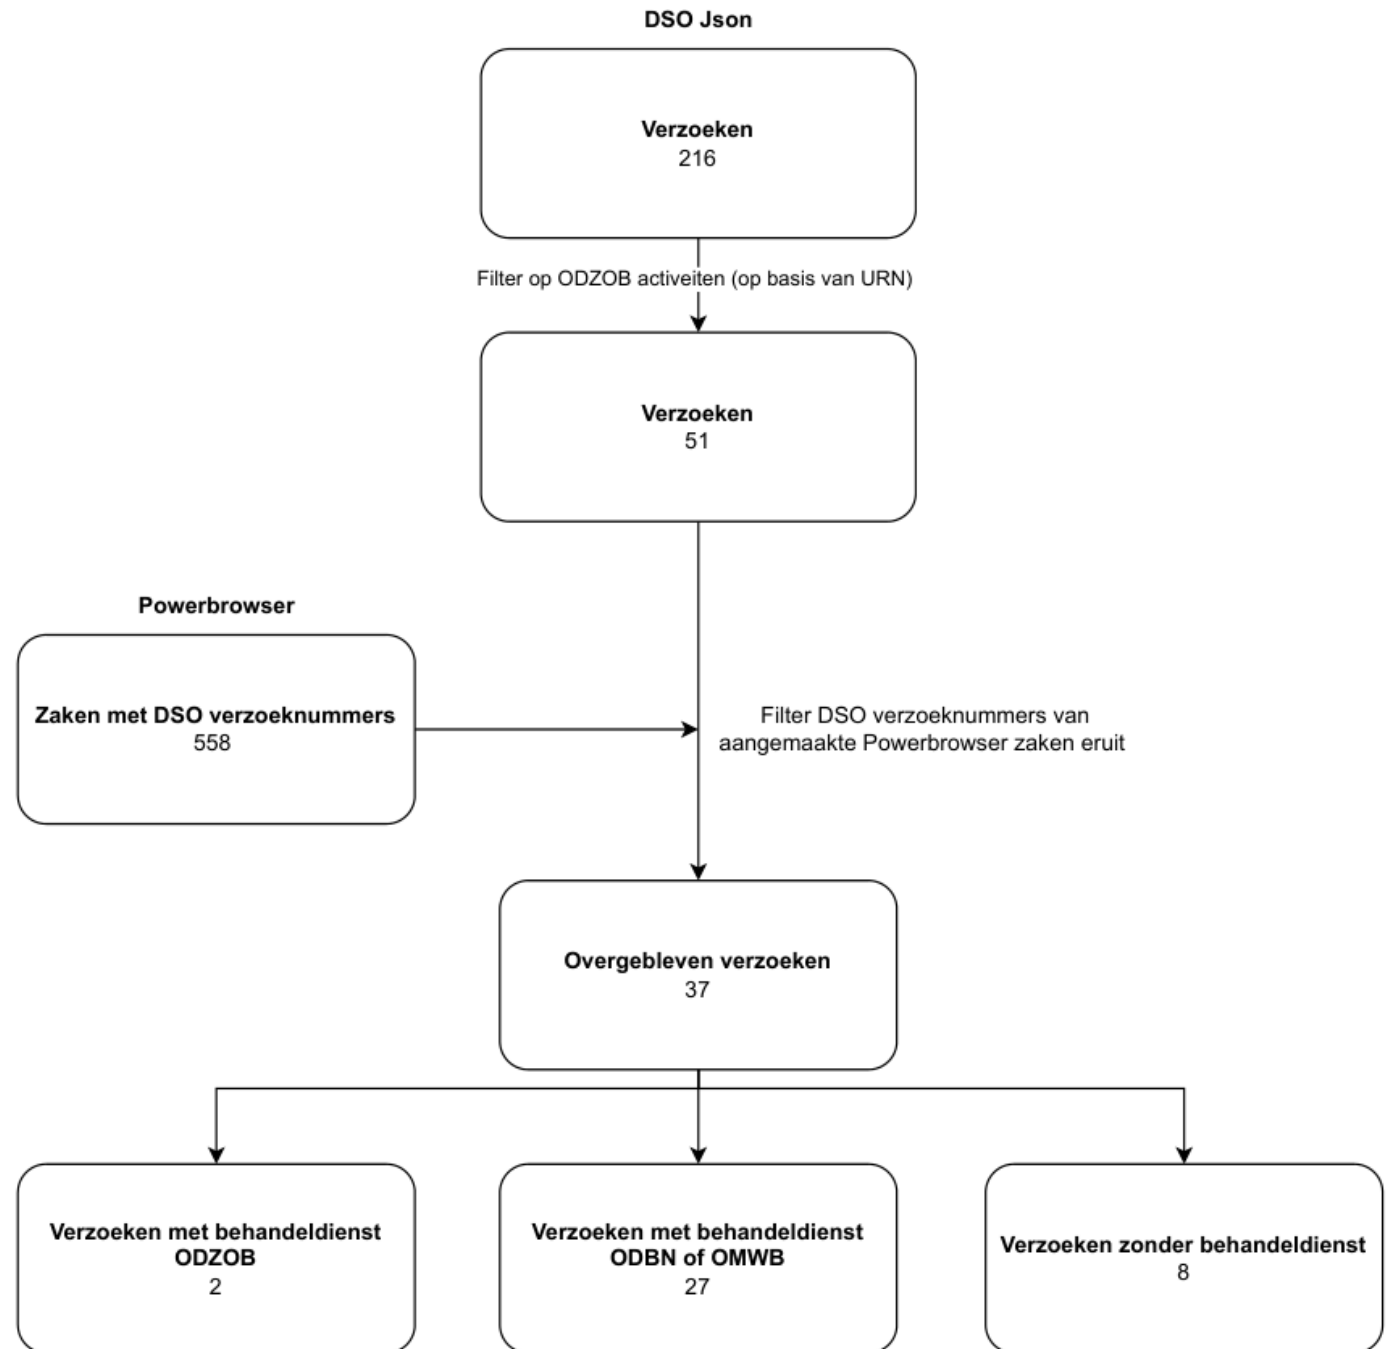 DSO Json
Verzoeken
216
Filter op ODZOB activeiten (op basis van URN)
Verzoeken
51
Powerbrowser
Zaken met DSO verzoeknummers
558
Filter DSO verzoeknummers van
aangemaakte Powerbrowser zaken eruit
Overgebleven verzoeken
37
Verzoeken met behandeldienst
ODZOB
2
Verzoeken met behandeldienst
ODBN of OMWB
27
Verzoeken zonder behandeldienst
8